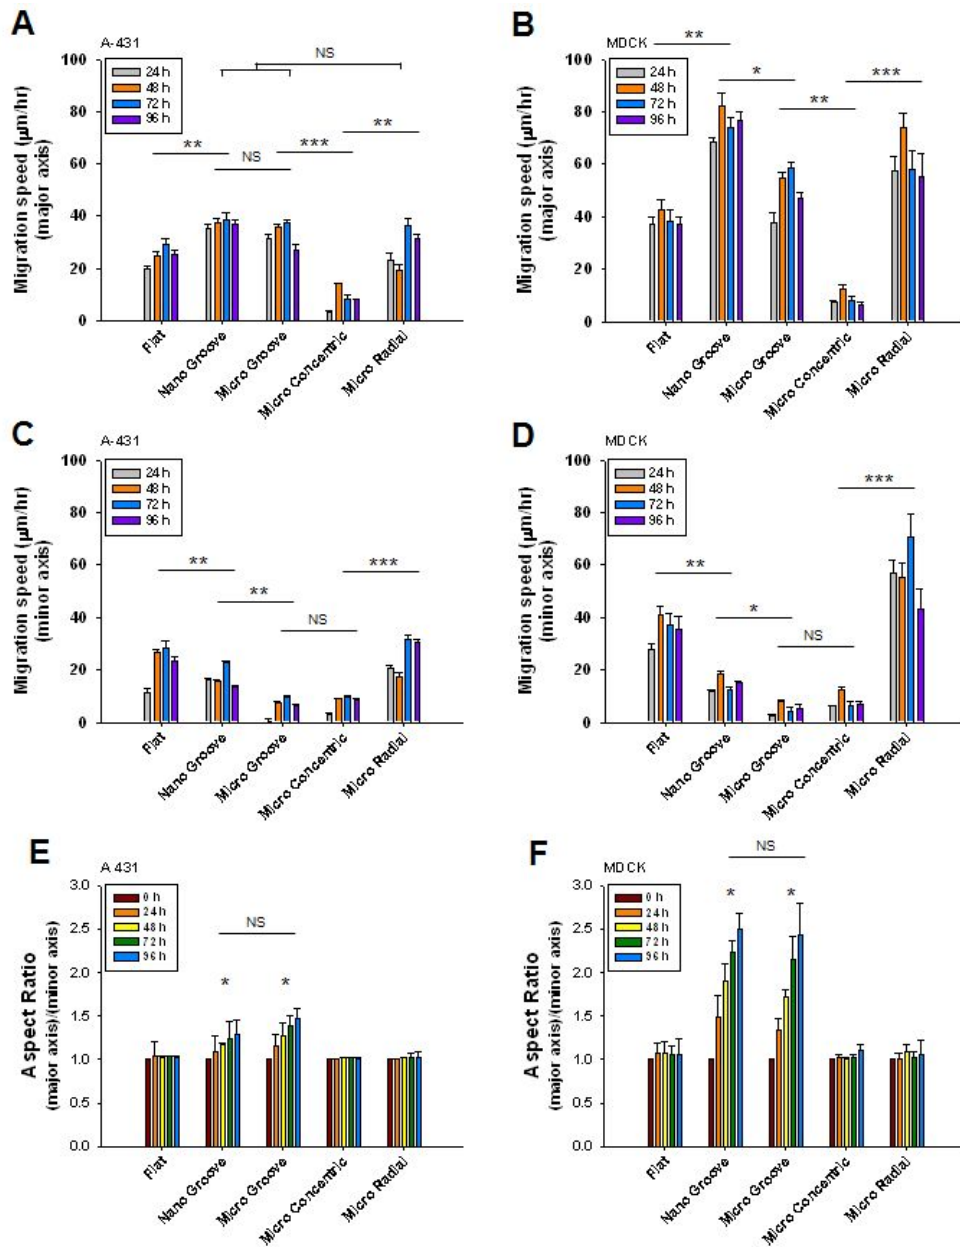 A
A-431
24 h
48 h
72 h
96 h
Migration speed (µm/hr)
(major axis)
100
80
60
40
20
0
**
NS
NS
***
**
Flat
Nano Groove
Micro Groove
Micro Concentric
Micro Radial
B
MDCK
24 h
48 h
72 h
96 h
Migration speed (µm/hr)
(major axis)
100
80
60
40
20
0
**
*
**
***
Flat
Nano Groove
Micro Groove
Micro Concentric
Micro Radial
C
A-431
24 h
48 h
72 h
96 h
Migration speed (µm/hr)
(minor axis)
100
80
60
40
20
0
**
**
NS
***
Flat
Nano Groove
Micro Groove
Micro Concentric
Micro Radial
D
MDCK
24 h
48 h
72 h
96 h
Migration speed (µm/hr)
(minor axis)
100
80
60
40
20
0
**
*
NS
***
Flat
Nano Groove
Micro Groove
Micro Concentric
Micro Radial
E
A 431
0 h
24 h
48 h
72 h
96 h
Aspect Ratio
(major axis)/(minor axis)
3.0
2.5
2.0
1.5
1.0
0.5
0.0
NS
*
*
Flat
Nano Groove
Micro Groove
Micro Concentric
Micro Radial
F
MDCK
0 h
24 h
48 h
72 h
96 h
Aspect Ratio
(major axis)/(minor axis)
3.0
2.5
2.0
1.5
1.0
0.5
0.0
NS
*
*
Flat
Nano Groove
Micro Groove
Micro Concentric
Micro Radial